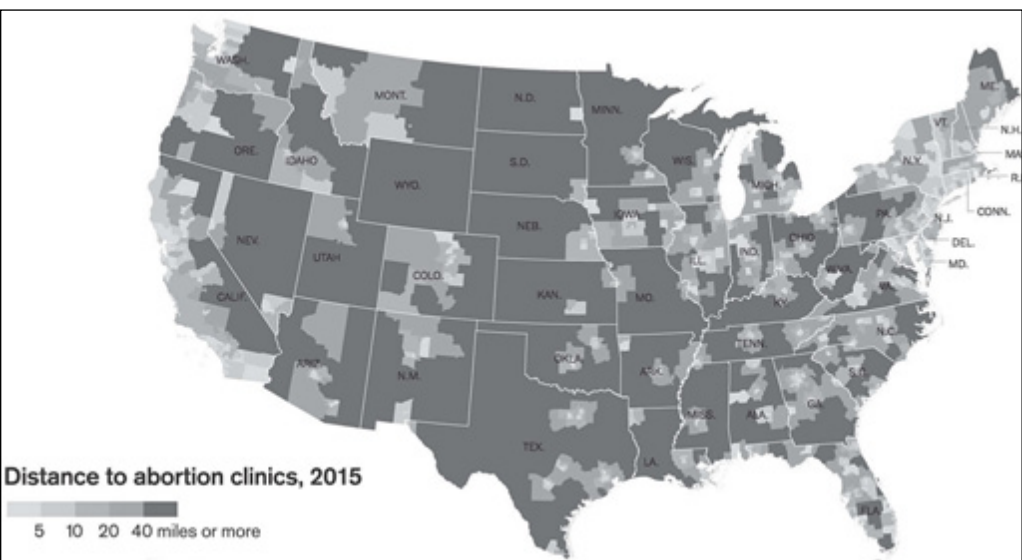 WASH.
MONT.
N.D.
MINN.
ME.
VT.
N.H.
ORE.
IDAHO
S.D.
WIS.
MICH.
N.Y.
MA
R.
WYO.
CONN.
NEB.
IOWA
PA.
N.J.
NEV.
UTAH
COLO.
ILL.
IND.
OHIO
DEL.
MD.
W.VA.
VA.
CALIF.
KAN.
MO.
KY.
ARIZ.
N.M.
OKLA.
ARK.
TENN.
N.C.
S.C.
MISS.
ALA.
GA.
TEX.
LA.
FLA.
Distance to abortion clinics, 2015
5 10 20 40 miles or more